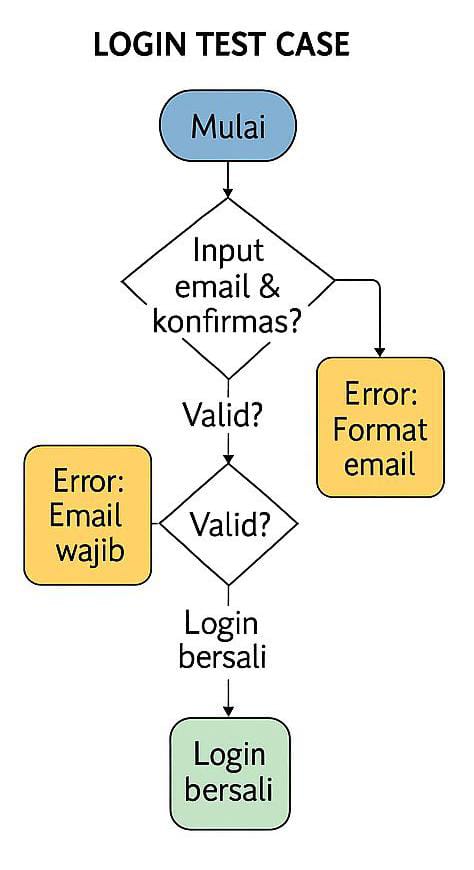 LOGIN TEST CASE
Mulai
Input
email &
konfirmas?
Error:
Format
email
Valid?
Error:
Email
wajib
Valid?
Login
bersali
Login
bersali